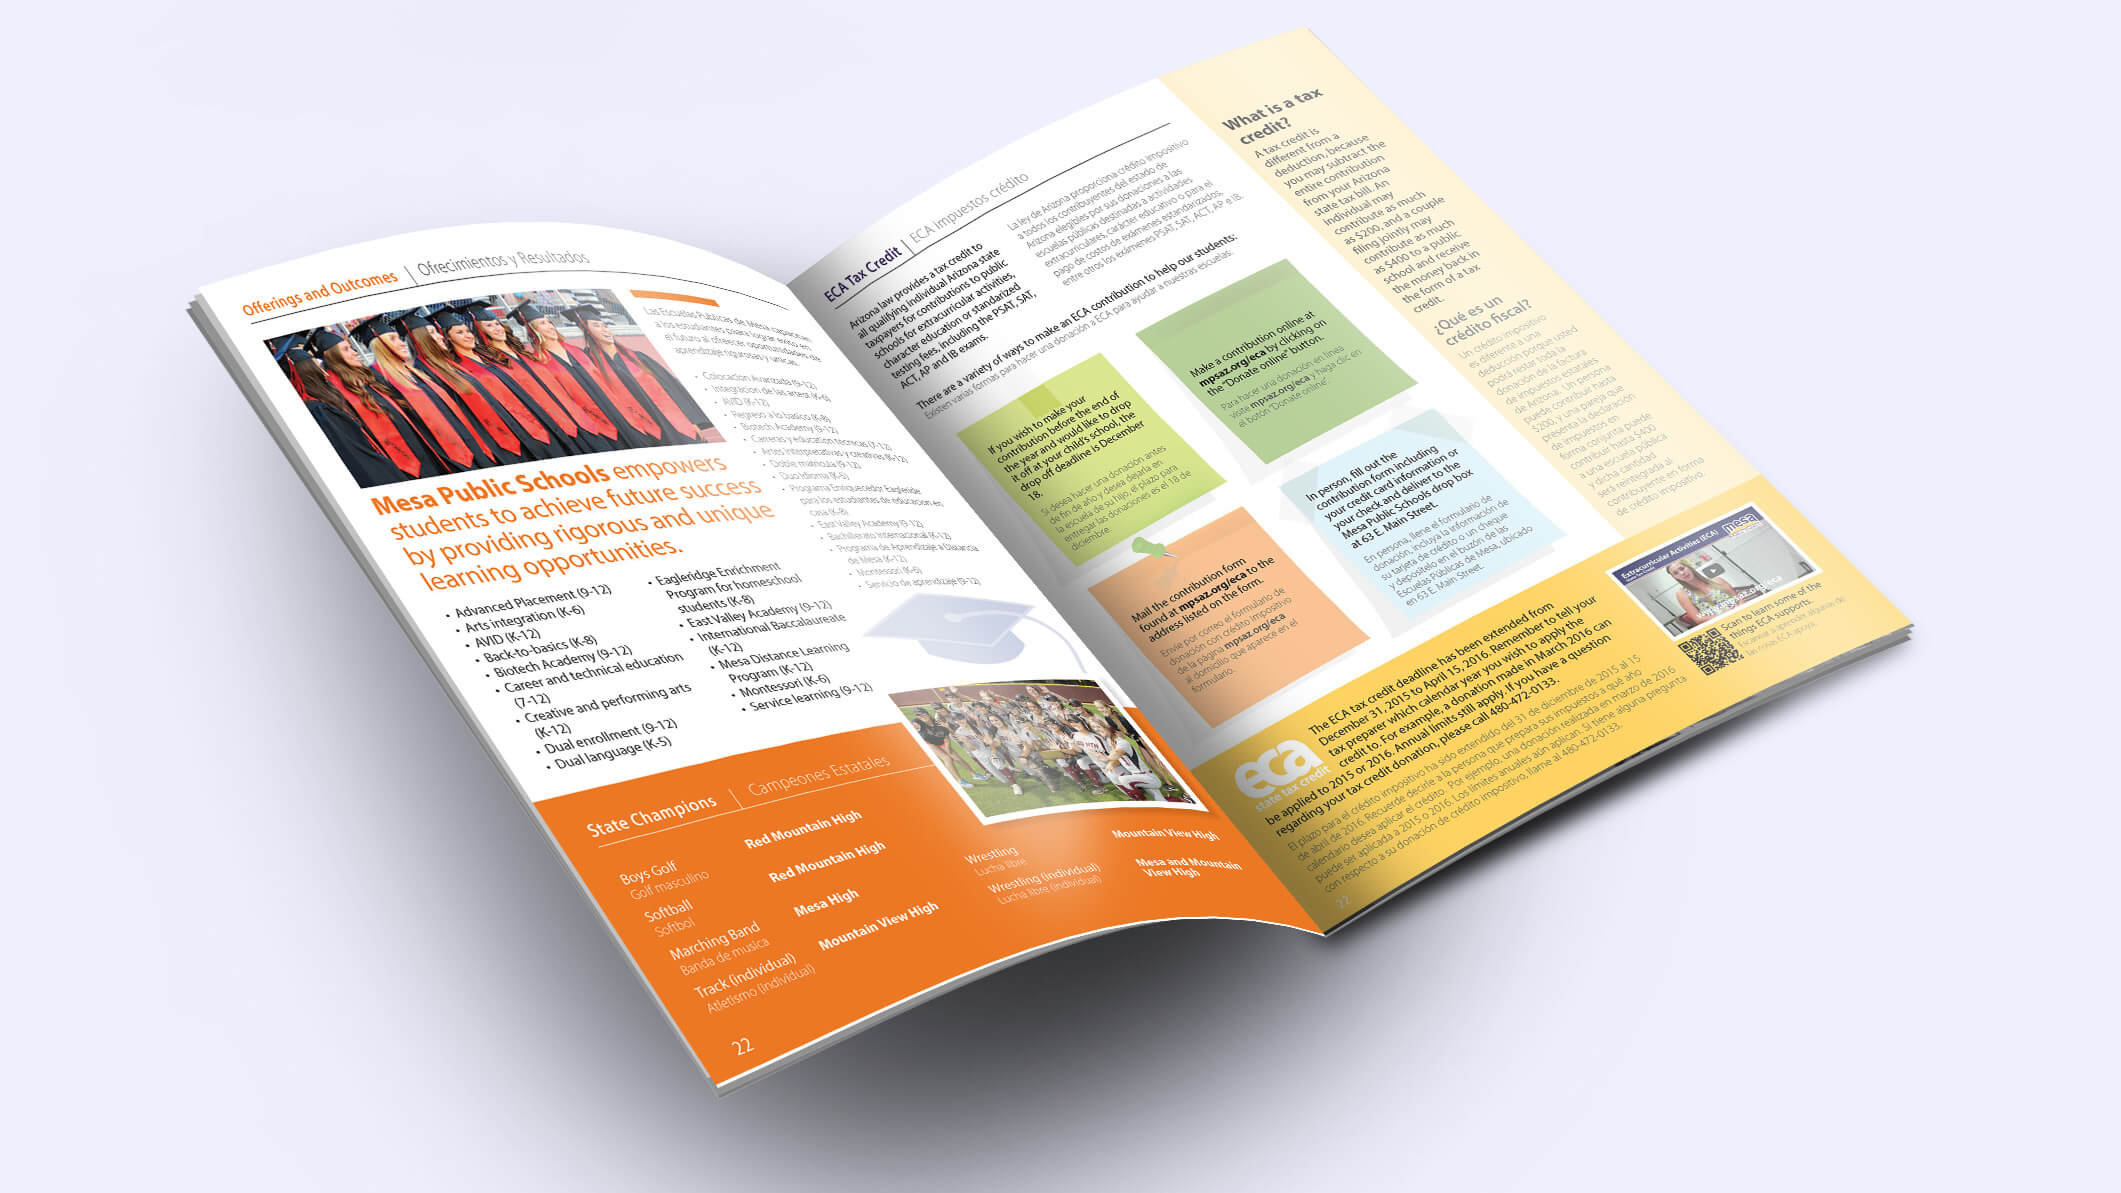 Offerings and Outcomes | Ofrecimientos y Resultados
Las Escuelas Públicas de Mesa capacitan
a los estudiantes para lograr éxito en
el futuro al ofrecer oportunidades de
aprendizaje rigorosas y unicas.
• Colocación Avanzada (9-12)
• Integracion de las artest (K-6)
• AVID (K-12)
• Regreso a lo basico (K-8)
• Biotech Academy (9-12)
• Carreras y education tecnicas (7-12)
• Artes Interpretativas y creativas (K-12)
• Doble matricula (9-12)
• Duo Idioma (K-5)
• Programa Enriquecedor Eagleride
para los estudiantes de educacion en
casa (K-8)
• East Valley Academy (9-12)
• Bachillerato Internacional (K-12)
• Programa de Aprendizaje a Distancia
de Mesa (K-12)
• Montessori (K-6)
• Servicio de aprendizaje (9-12)
Mesa Public Schools empowers
students to achieve future success
by providing rigorous and unique
learning opportunities.
• Advanced Placement (9-12)
• Arts integration (K-6)
• AVID (K-12)
• Back-to-basics (K-8)
• Biotech Academy (9-12)
• Career and technical education
(7-12)
• Creative and performing arts
(K-12)
• Dual enrollment (9-12)
• Dual language (K-5)
• Eagleridge Enrichment
Program for homeschool
students (K-8)
• East Valley Academy (9-12)
• International Baccalaureate
(K-12)
• Mesa Distance Learning
Program (K-12)
• Montessori (K-6)
• Service learning (9-12)
State Champions | Campeones Estatales
Boys Golf
Golf masculino
Red Mountain High
Softball
Softbol
Red Mountain High
Marching Band
Banda de musica
Mesa High
Track (individual)
Atletismo (individual)
Mountain View High
Wrestling
Lucha libre
Mountain View High
Wrestling (individual)
Lucha libre (individual)
Mesa and Mountain
View High
22
ECA Tax Credit | ECA impuestos crédito
Arizona law provides a tax credit to
all qualifying individual Arizona state
taxpayers for contributions to public
schools for extracurricular activities,
character education or standarized
testing fees, including the PSAT, SAT,
ACT, AP and IB exams.
La ley de Arizona proporciona crédito impositivo
a todos los contribuyentes del estado de
Arizona elegibles por sus donaciones a las
escuelas públicas destinadas a actividades
extracurriculares, carácter educativo o para el
pago de costos de exámenes estandarizados,
entre otros los exámenes PSAT, SAT, ACT, AP e IB.
There are a variety of ways to make an ECA contribution to help our students:
Existen varias formas para hacer una donación a ECA para ayudar a nuestras escuelas:
If you wish to make your
contribution before the end of
the year and would like to drop
it off at your child's school, the
drop off deadline is December
18.
Si desea hacer una donación antes
de fin de año y desea dejarla en
la escuela de su hijo, el plazo para
entregar las donaciones es el 18 de
diciembre.
Make a contribution online at
mpsaz.org/eca by clicking on
the "Donate online" button.
Para hacer una donación en línea
visite mpsaz.org/eca y haga clic en
el botón "Donate online".
Mail the contribution form
found at mpsaz.org/eca to the
address listed on the form.
Envie por correo el formulario de
donación con crédito impositivo
de la página mpsaz.org/eca
al domicilio que aparece en el
formulario.
In person, fill out the
contribution form including
your credit card information or
your check and deliver to the
Mesa Public Schools drop box
at 63 E. Main Street.
En persona, llene el formulario de
donación, incluya la información de
su tarjeta de crédito o un cheque
y deposítelo en el buzón de las
Escuelas Públicas de Mesa, ubicado
en 63 E. Main Street.
What is a tax
credit?
A tax credit is
different from a
deduction, because
you may subtract the
entire contribution
from your Arizona
state tax bill. An
individual may
contribute as much
as $200, and a couple
filing jointly may
contribute as much
as $400 to a public
school and receive
the money back in
the form of a tax
credit.
¿Qué es un
crédito fiscal?
Un crédito impositivo
es diferente a una
deducción porque usted
podrá restar toda la
donación de la factura
de impuestos estatales
de Arizona. Un persona
puede contribuir hasta
$200, y una pareja que
presenta la declaración
de impuestos en
forma conjunta puede
contribuir hasta $400
a una escuela pública
y dicha cantidad
será reintegrada al
contribuyente en forma
de crédito impositivo.
Extracurricular Activities (ECA)
mesa
mpsaz.org/eca
Scan to learn some of the
things ECA supports.
eca
state tax credit
The ECA tax credit deadline has been extended from
December 31, 2015 to April 15, 2016. Remember to tell your
tax preparer which calendar year you wish to apply the
credit to. For example, a donation made in March, 2016 can
be applied to 2015 or 2016. Annual limits still apply. If you have a question
regarding your tax credit donation, please call 480-472-0133.
El plazo para el crédito impositivo ha sido extendido del 31 de diciembre de 2015 al 15
de abril de 2016. Recuerde decirle a la persona que prepara sus impuestos a qué año
calendario desea aplicar el crédito. Por ejemplo, una donación realizada en marzo de 2016
puede ser aplicada a 2015 o 2016. Los límites anuales aún aplican. Si tiene alguna pregunta
con respecto a su donación de crédito impositivo, llame al 480-472-0133.
22